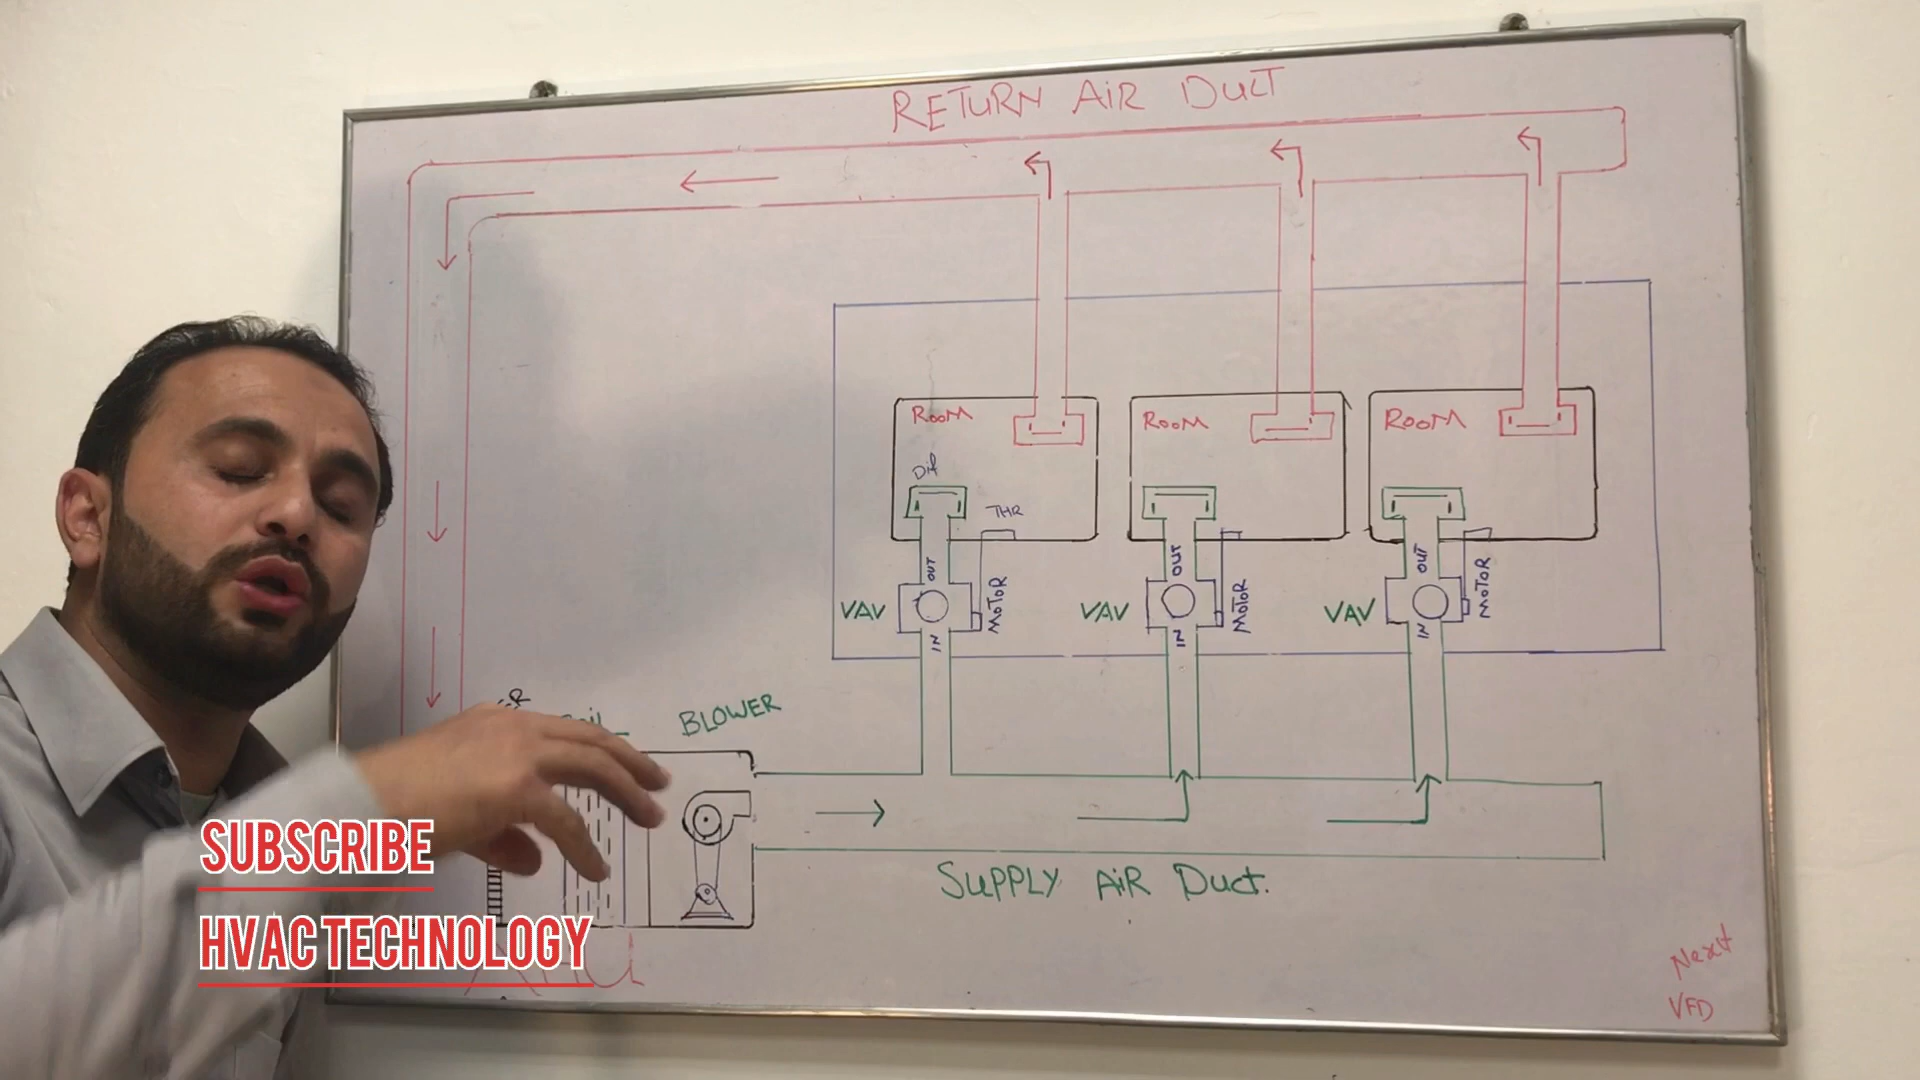 RETURN AIR DUCT
ROOM
ROOM
ROOM
Dif
THR
OUT
OUT
OUT
VAV
MOTOR
VAV
MOTOR
VAV
MOTOR
IN
IN
IN
BLOWER
SUPPLY AIR Duct.
SUBSCRIBE
HVAC TECHNOLOGY
Next
VFD